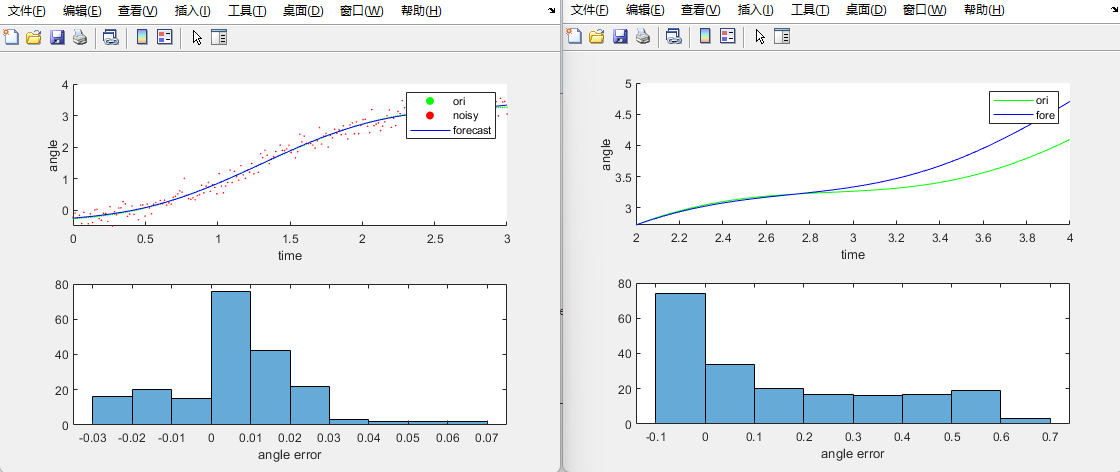 文件(F) 编辑(E) 查看(V) 插入(I) 工具(T) 桌面(D) 窗口(W) 帮助(H)
4
3
2
1
0
angle
ori
noisy
forecast
0 0.5 1 1.5 2 2.5 3
time
80
60
40
20
0
-0.03 -0.02 -0.01 0 0.01 0.02 0.03 0.04 0.05 0.06 0.07
angle error
文件(F) 编辑(E) 查看(V) 插入(I) 工具(T) 桌面(D) 窗口(W) 帮助(H)
5
4.5
4
3.5
3
angle
ori
fore
2 2.2 2.4 2.6 2.8 3 3.2 3.4 3.6 3.8 4
time
80
60
40
20
0
-0.1 0 0.1 0.2 0.3 0.4 0.5 0.6 0.7
angle error